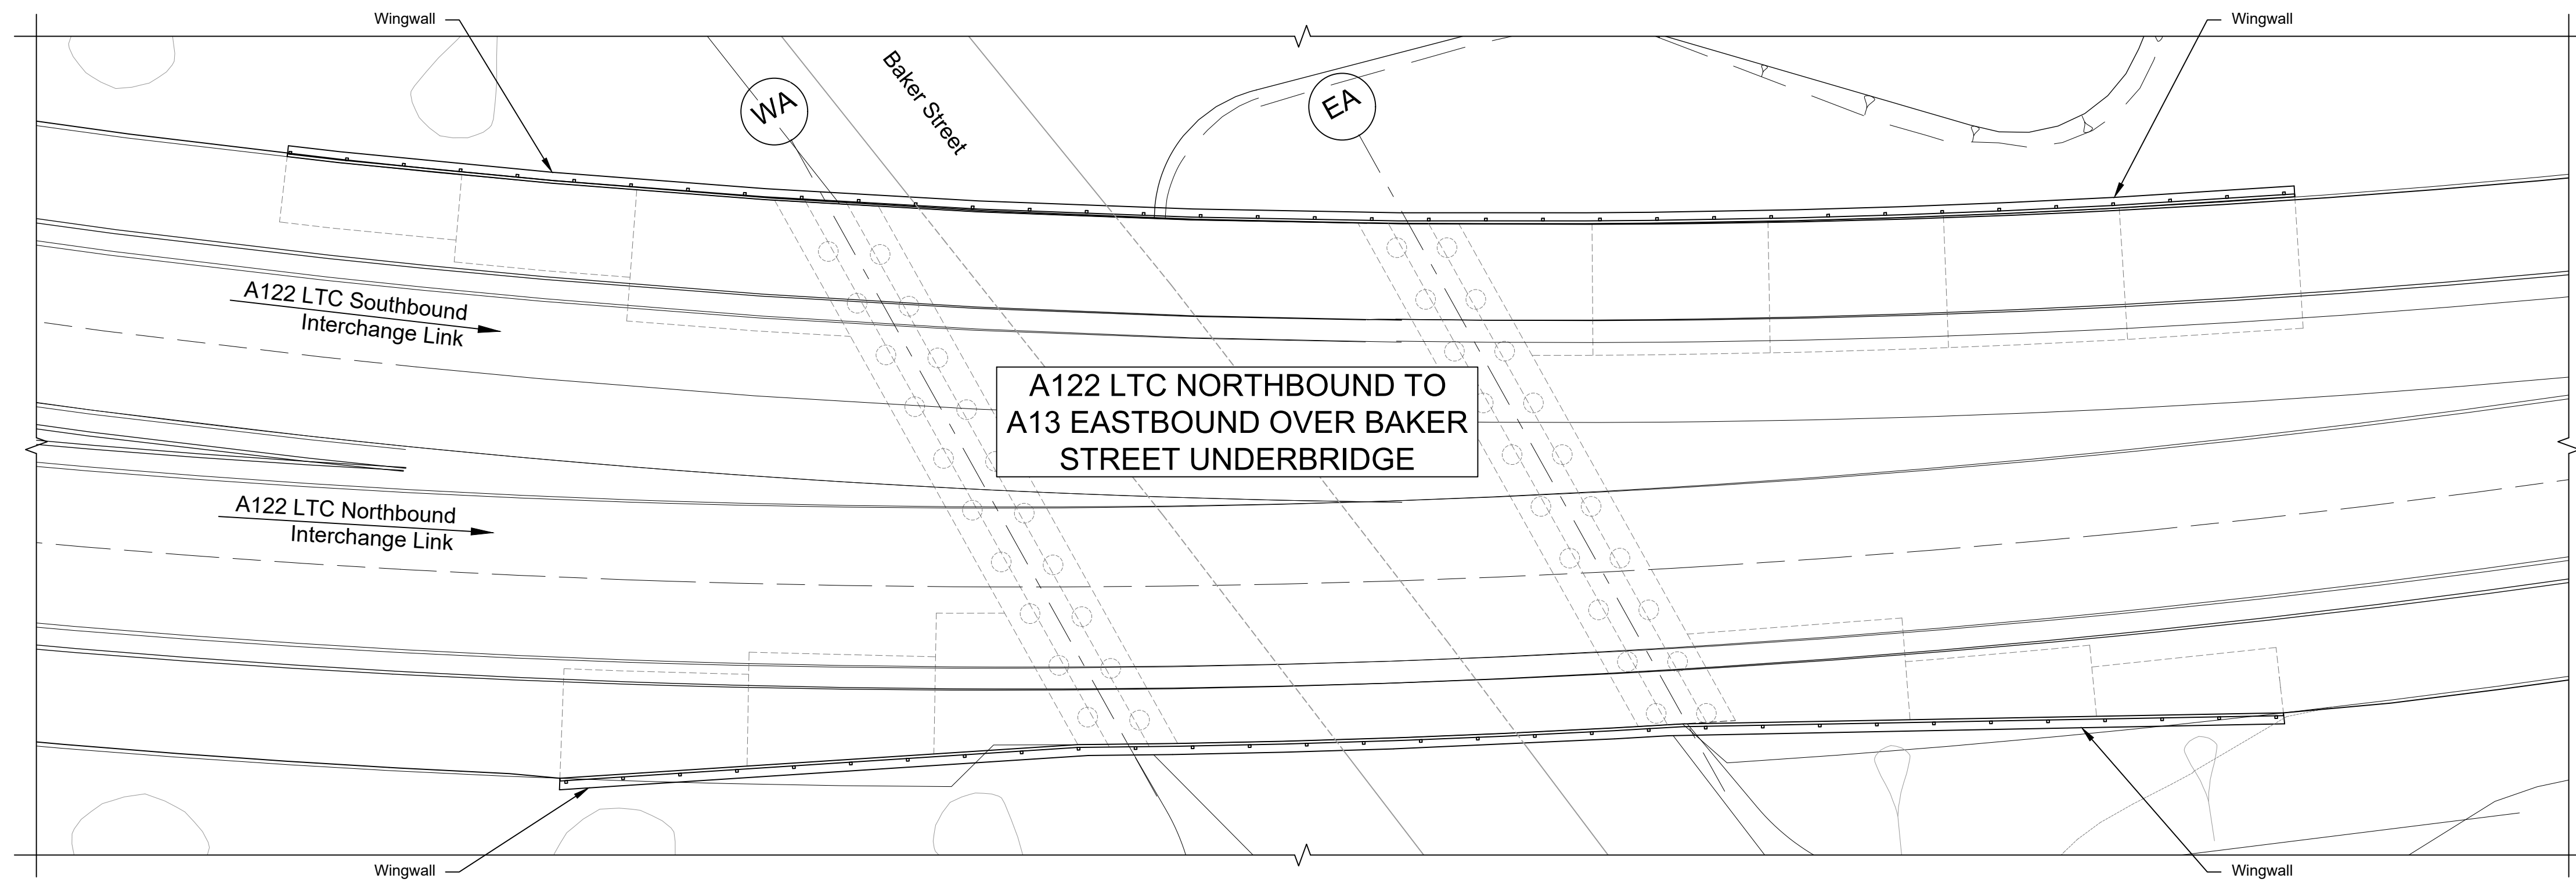 Wingwall
Wingwall
WA
Baker Street
EA
A122 LTC Southbound
Interchange Link
A122 LTC NORTHBOUND TO
A13 EASTBOUND OVER BAKER
STREET UNDERBRIDGE
A122 LTC Northbound
Interchange Link
Wingwall
Wingwall